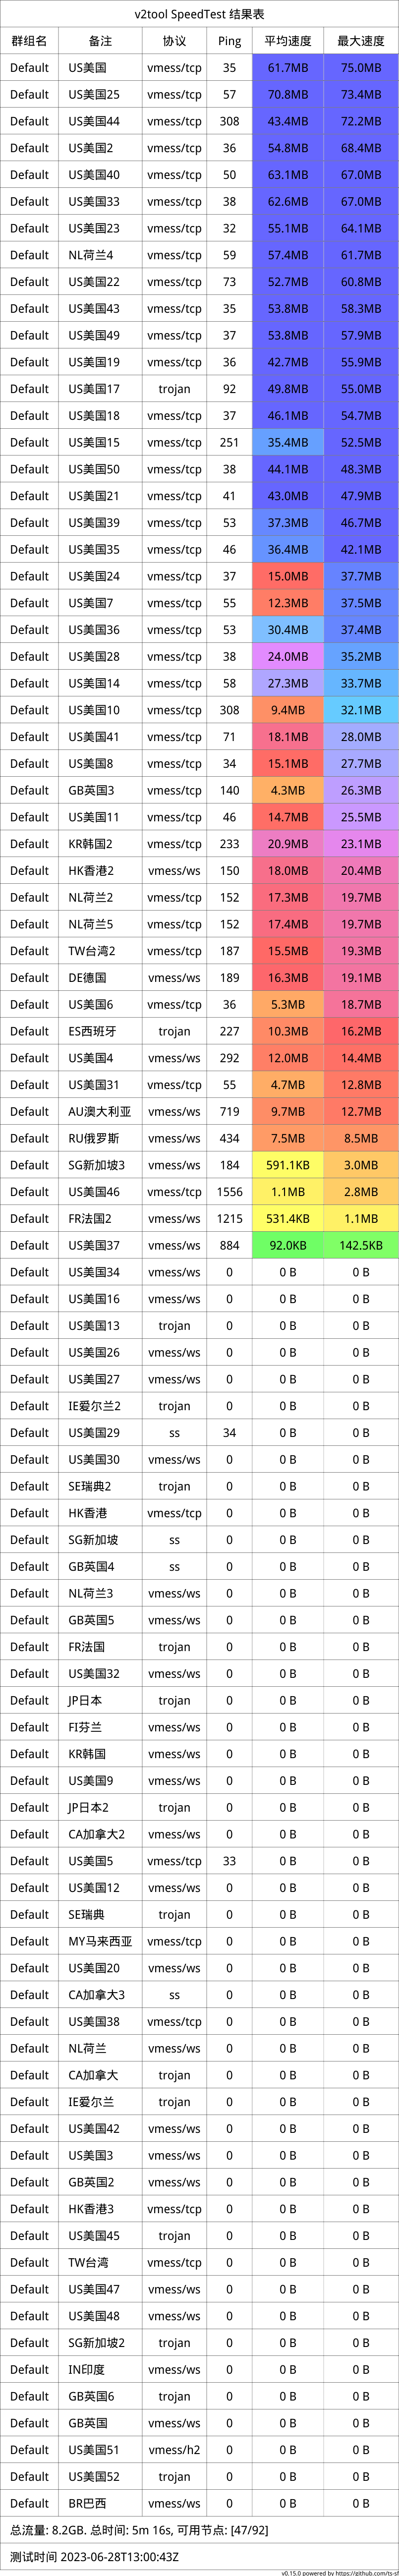 v2tool SpeedTest 结果表
群组名 备注 协议 Ping 平均速度 最大速度
Default US美国 vmess/tcp 35 61.7MB 75.0MB
Default US美国25 vmess/tcp 57 70.8MB 73.4MB
Default US美国44 vmess/tcp 308 43.4MB 72.2MB
Default US美国2 vmess/tcp 36 54.8MB 68.4MB
Default US美国40 vmess/tcp 50 63.1MB 67.0MB
Default US美国33 vmess/tcp 38 62.6MB 67.0MB
Default US美国23 vmess/tcp 32 55.1MB 64.1MB
Default NL荷兰4 vmess/tcp 59 57.4MB 61.7MB
Default US美国22 vmess/tcp 73 52.7MB 60.8MB
Default US美国43 vmess/tcp 35 53.8MB 58.3MB
Default US美国49 vmess/tcp 37 53.8MB 57.9MB
Default US美国19 vmess/tcp 36 42.7MB 55.9MB
Default US美国17 trojan 92 49.8MB 55.0MB
Default US美国18 vmess/tcp 37 46.1MB 54.7MB
Default US美国15 vmess/tcp 251 35.4MB 52.5MB
Default US美国50 vmess/tcp 38 44.1MB 48.3MB
Default US美国21 vmess/tcp 41 43.0MB 47.9MB
Default US美国39 vmess/tcp 53 37.3MB 46.7MB
Default US美国35 vmess/tcp 46 36.4MB 42.1MB
Default US美国24 vmess/tcp 37 15.0MB 37.7MB
Default US美国7 vmess/tcp 55 12.3MB 37.5MB
Default US美国36 vmess/tcp 53 30.4MB 37.4MB
Default US美国28 vmess/tcp 38 24.0MB 35.2MB
Default US美国14 vmess/tcp 58 27.3MB 33.7MB
Default US美国10 vmess/tcp 308 9.4MB 32.1MB
Default US美国41 vmess/tcp 71 18.1MB 28.0MB
Default US美国8 vmess/tcp 34 15.1MB 27.7MB
Default GB英国3 vmess/tcp 140 4.3MB 26.3MB
Default US美国11 vmess/tcp 46 14.7MB 25.5MB
Default KR韩国2 vmess/tcp 233 20.9MB 23.1MB
Default HK香港2 vmess/ws 150 18.0MB 20.4MB
Default NL荷兰2 vmess/tcp 152 17.3MB 19.7MB
Default NL荷兰5 vmess/tcp 152 17.4MB 19.7MB
Default TW台湾2 vmess/tcp 187 15.5MB 19.3MB
Default DE德国 vmess/ws 189 16.3MB 19.1MB
Default US美国6 vmess/tcp 36 5.3MB 18.7MB
Default ES西班牙 trojan 227 10.3MB 16.2MB
Default US美国4 vmess/ws 292 12.0MB 14.4MB
Default US美国31 vmess/tcp 55 4.7MB 12.8MB
Default AU澳大利亚 vmess/ws 719 9.7MB 12.7MB
Default RU俄罗斯 vmess/ws 434 7.5MB 8.5MB
Default SG新加坡3 vmess/ws 184 591.1KB 3.0MB
Default US美国46 vmess/tcp 1556 1.1MB 2.8MB
Default FR法国2 vmess/ws 1215 531.4KB 1.1MB
Default US美国37 vmess/ws 884 92.0KB 142.5KB
Default US美国34 vmess/ws 0 0 B 0 B
Default US美国16 vmess/ws 0 0 B 0 B
Default US美国13 trojan 0 0 B 0 B
Default US美国26 vmess/ws 0 0 B 0 B
Default US美国27 vmess/ws 0 0 B 0 B
Default IE爱尔兰2 trojan 0 0 B 0 B
Default US美国29 ss 34 0 B 0 B
Default US美国30 vmess/ws 0 0 B 0 B
Default SE瑞典2 trojan 0 0 B 0 B
Default HK香港 vmess/tcp 0 0 B 0 B
Default SG新加坡 ss 0 0 B 0 B
Default GB英国4 ss 0 0 B 0 B
Default NL荷兰3 vmess/ws 0 0 B 0 B
Default GB英国5 vmess/ws 0 0 B 0 B
Default FR法国 trojan 0 0 B 0 B
Default US美国32 vmess/ws 0 0 B 0 B
Default JP日本 trojan 0 0 B 0 B
Default FI芬兰 vmess/ws 0 0 B 0 B
Default KR韩国 vmess/ws 0 0 B 0 B
Default US美国9 vmess/ws 0 0 B 0 B
Default JP日本2 trojan 0 0 B 0 B
Default CA加拿大2 vmess/ws 0 0 B 0 B
Default US美国5 vmess/tcp 33 0 B 0 B
Default US美国12 vmess/ws 0 0 B 0 B
Default SE瑞典 trojan 0 0 B 0 B
Default MY马来西亚 vmess/tcp 0 0 B 0 B
Default US美国20 vmess/ws 0 0 B 0 B
Default CA加拿大3 ss 0 0 B 0 B
Default US美国38 vmess/tcp 0 0 B 0 B
Default NL荷兰 vmess/ws 0 0 B 0 B
Default CA加拿大 trojan 0 0 B 0 B
Default IE爱尔兰 trojan 0 0 B 0 B
Default US美国42 vmess/ws 0 0 B 0 B
Default US美国3 vmess/ws 0 0 B 0 B
Default GB英国2 vmess/ws 0 0 B 0 B
Default HK香港3 vmess/tcp 0 0 B 0 B
Default US美国45 trojan 0 0 B 0 B
Default TW台湾 vmess/tcp 0 0 B 0 B
Default US美国47 vmess/ws 0 0 B 0 B
Default US美国48 vmess/ws 0 0 B 0 B
Default SG新加坡2 trojan 0 0 B 0 B
Default IN印度 vmess/ws 0 0 B 0 B
Default GB英国6 trojan 0 0 B 0 B
Default GB英国 vmess/ws 0 0 B 0 B
Default US美国51 vmess/h2 0 0 B 0 B
Default US美国52 trojan 0 0 B 0 B
Default BR巴西 vmess/ws 0 0 B 0 B
总流量: 8.2GB. 总时间: 5m 16s, 可用节点: [47/92]
测试时间 2023-06-28T13:00:43Z
v0.15.0 powered by https://github.com/ts-sf